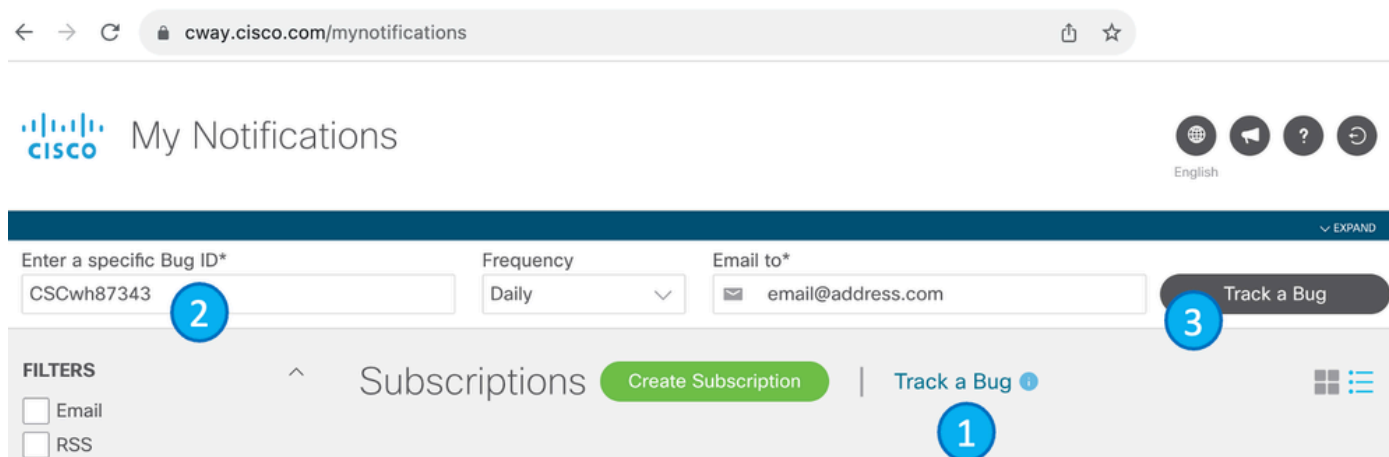 cway.cisco.com/mynotifications
CISCO My Notifications
English
EXPAND
Enter a specific Bug ID* Frequency Email to*
CSCwh87343 Daily email@address.com Track a Bug
2 3
FILTERS Subscriptions Create Subscription | Track a Bug i
Email
RSS
1